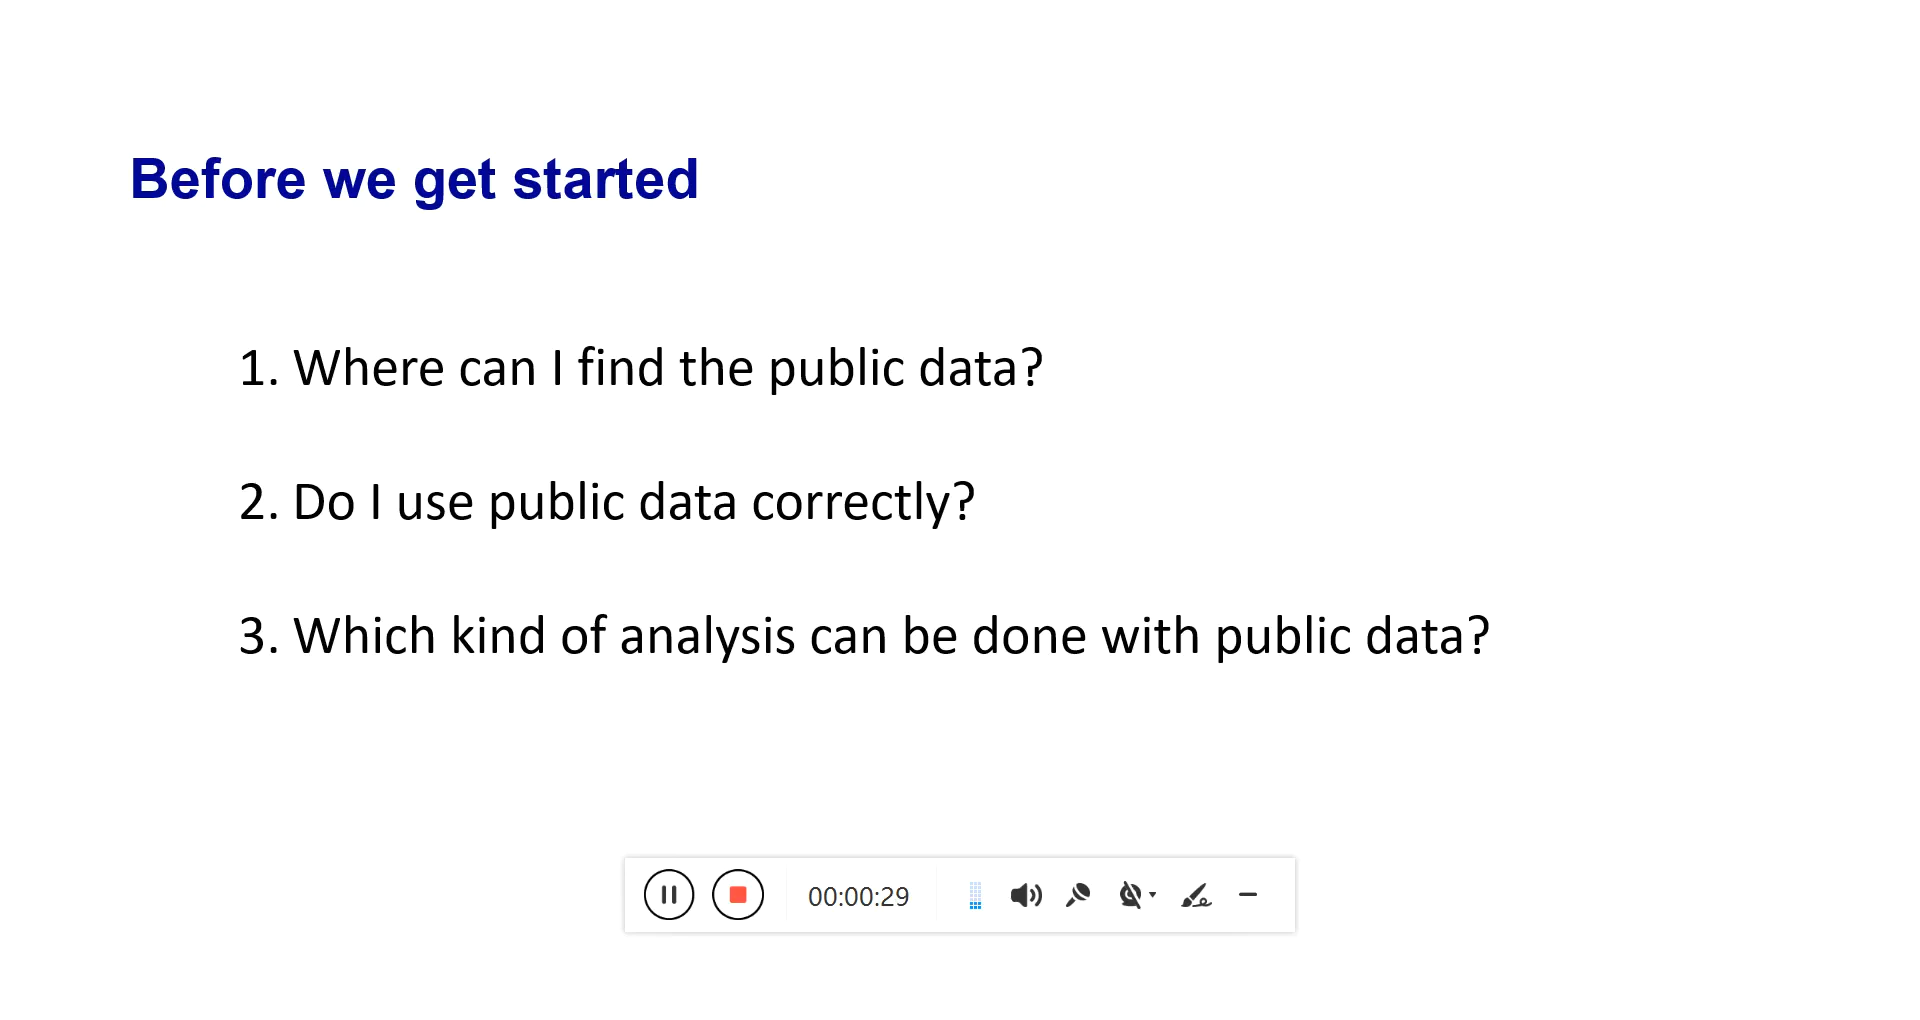 Before we get started
1. Where can I find the public data?
2. Do I use public data correctly?
3. Which kind of analysis can be done with public data?
00:00:29